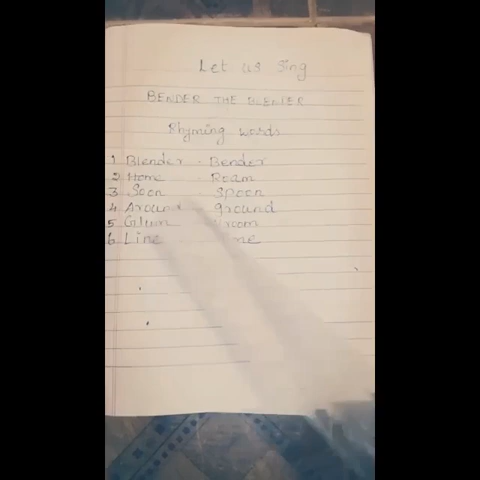 Let us Sing
BENDER THE BLENDER
Rhyming words
1 Blender - Bender
2 Home - Roam
3 Soon - Spoon
4 Around - ground
5
6 Line